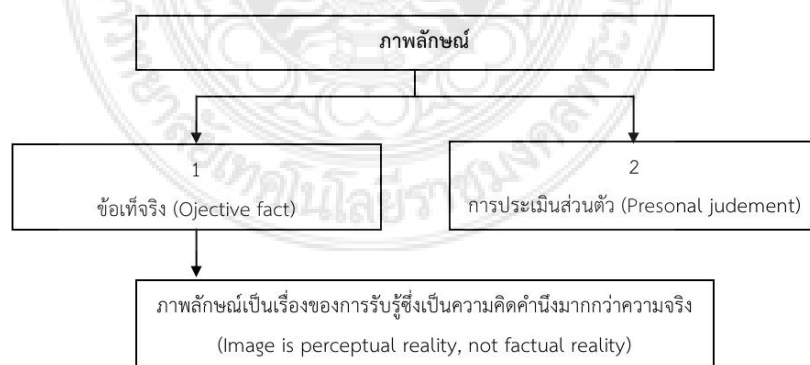 ภาพลักษณ์
1
ข้อเท็จริง (Ojective fact)
2
การประเมินส่วนตัว (Presonal judement)
ภาพลักษณ์เป็นเรื่องของการรับรู้ซึ่งเป็นความคิดคำนึงมากกว่าความจริง
(Image is perceptual reality, not factual reality)